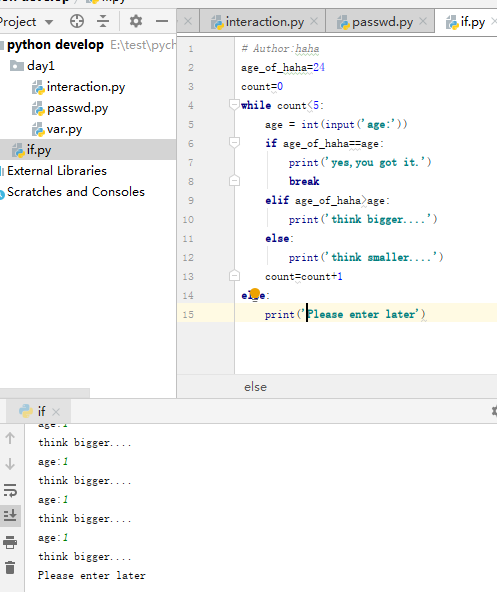 Project
python develop E:\test\pych
day1
interaction.py
passwd.py
var.py
if.py
External Libraries
Scratches and Consoles
interaction.py
passwd.py
if.py
1 # Author:haha
2 age_of_haha=24
3 count=0
4 while count<5:
5 age = int(input('age:'))
6 if age_of_haha==age:
7 print('yes,you got it.')
8 break
9 elif age_of_haha>age:
10 print('think bigger....')
11 else:
12 print('think smaller....')
13 count=count+1
14 else:
15 print('Please enter later')
else
if
age:1
think bigger....
age:1
think bigger....
age:1
think bigger....
age:1
think bigger....
Please enter later